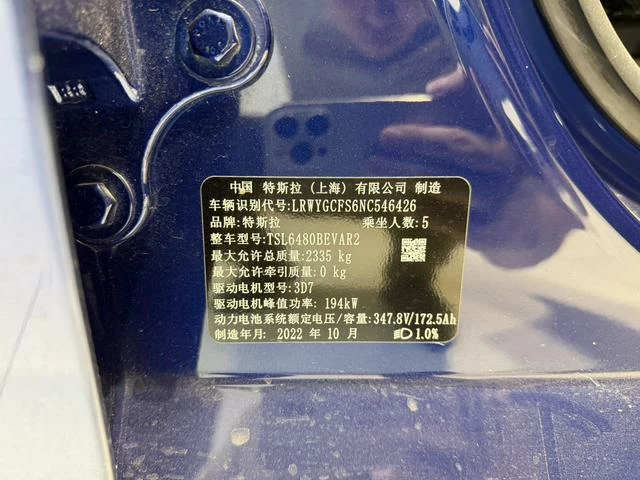 中国 特斯拉（上海）有限公司 制造
车辆识别代号:LRWYGCFS6NC546426
品牌:特斯拉 乘坐人数:5
整车型号:TSL6480BEVAR2
最大允许总质量:2335 kg
最大允许牵引质量:0 kg
驱动电机型号:3D7
驱动电机峰值功率: 194kW
动力电池系统额定电压/容量:347.8V/172.5Ah
制造年月: 2022 年 10 月 1.0%